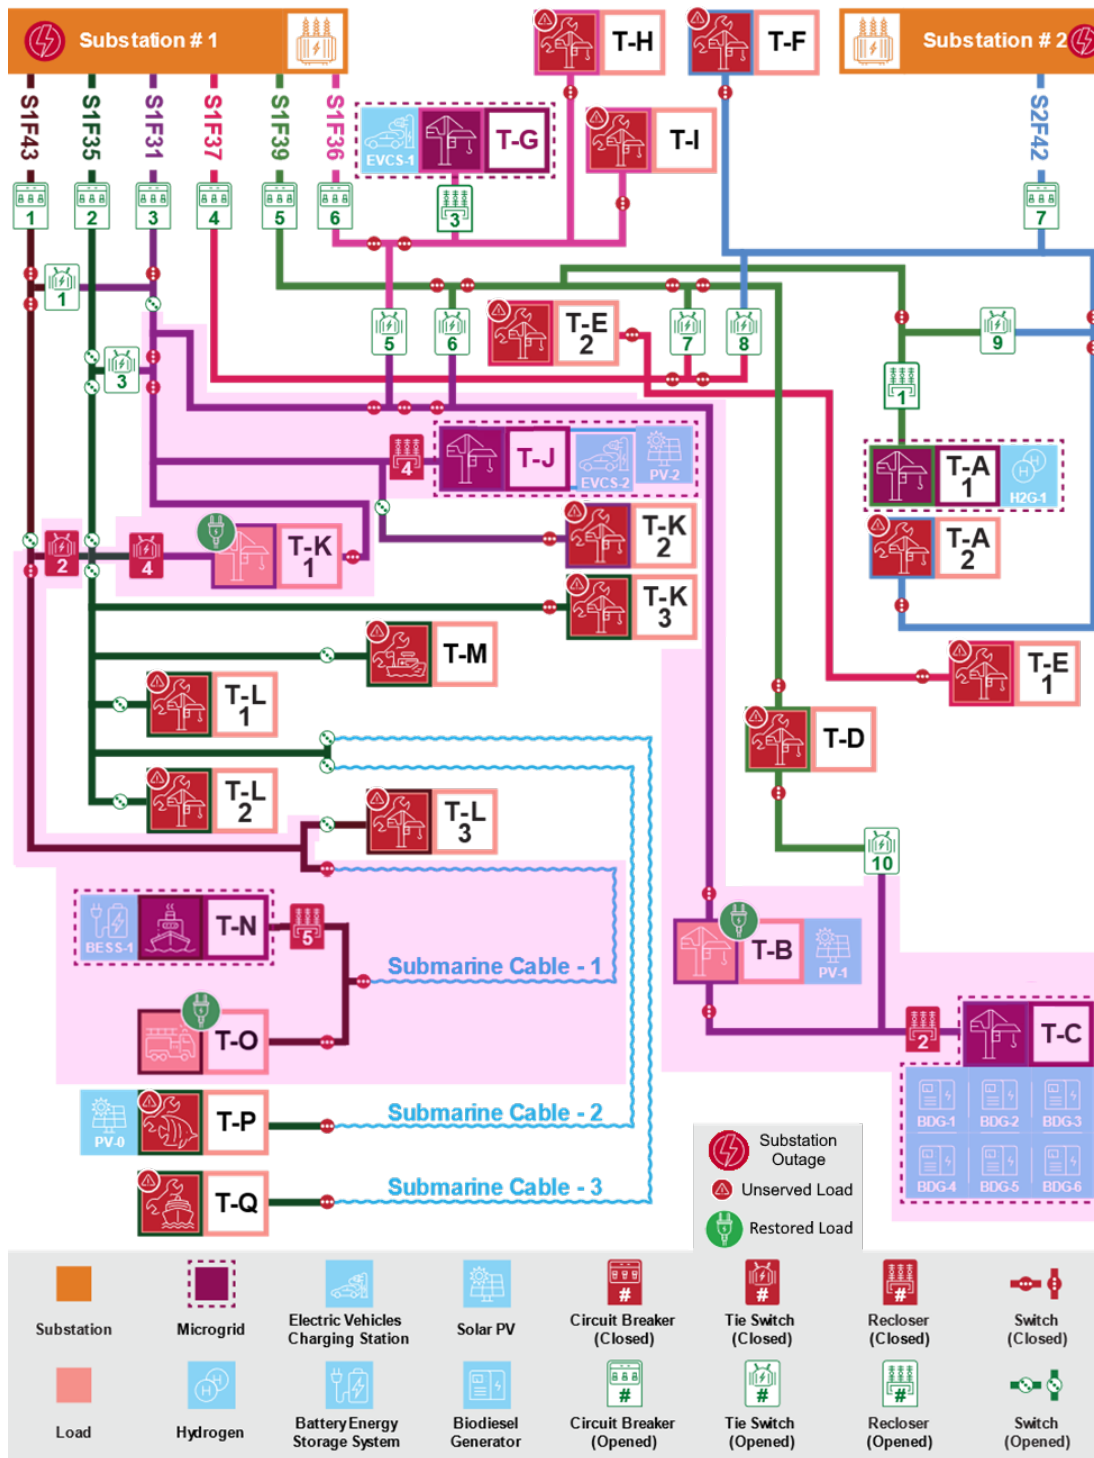 Substation # 1
Substation # 2
S1F43
S1F35
S1F31
S1F37
S1F39
S1F36
S2F42
T-H
T-F
EVCS-1
T-G
T-I
1
2
3
4
5
6
3
7
1
5
6
T-E
2
7
8
9
3
1
4
T-J
EVCS-2
PV-2
T-A
1
H2G-1
T-K
2
T-A
2
2
4
T-K
1
T-K
3
T-M
T-E
1
T-L
1
T-D
T-L
2
T-L
3
10
BESS-1
T-N
5
T-B
PV-1
Submarine Cable - 1
T-O
2
T-C
BDG-1
BDG-2
BDG-3
PV-0
T-P
Submarine Cable - 2
BDG-4
BDG-5
BDG-6
T-Q
Submarine Cable - 3
Substation
Outage
Unserved Load
Restored Load
Substation
Microgrid
Electric Vehicles
Charging Station
Solar PV
#
Circuit Breaker
(Closed)
#
Tie Switch
(Closed)
#
Recloser
(Closed)
Switch
(Closed)
Load
H H
Hydrogen
Battery Energy
Storage System
Biodiesel
Generator
#
Circuit Breaker
(Opened)
#
Tie Switch
(Opened)
#
Recloser
(Opened)
Switch
(Opened)